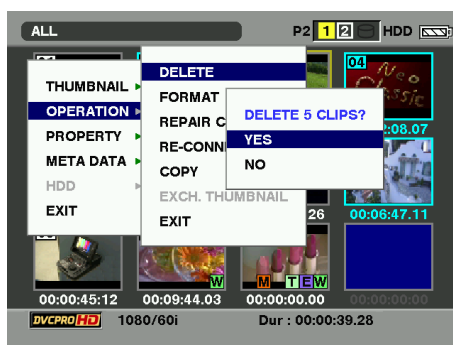 ALL P2 1 2 HDD
THUMBNAIL
OPERATION
PROPERTY
META DATA
HDD
EXIT
DELETE
FORMAT
REPAIR C
RE-CONN
COPY
EXCH. THUMBNAIL
EXIT
DELETE 5 CLIPS?
YES
NO
04
Neo
:08.07
26 00:06:47.11
W M T E W
00:00:45:12 00:09:44.03 00:00:00.00 00:00:00:00
DVCPRO HD 1080/60i Dur : 00:00:39.28